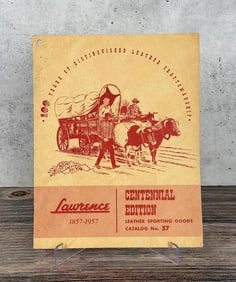 100 YEARS OF DISTINGUISHED LEATHER CRAFTSMANSHIP
Lawrence
1857-1957
CENTENNIAL
EDITION
LEATHER SPORTING GOODS
CATALOG No. 57